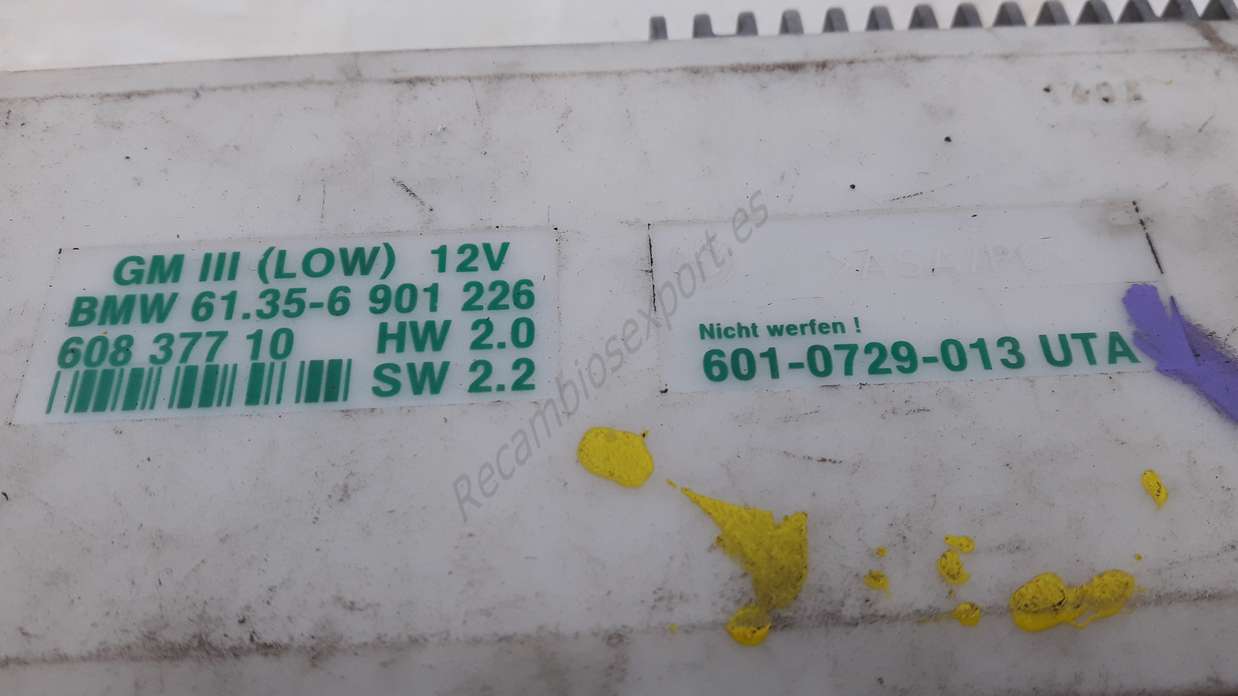 GM III (LOW) 12V
BMW 61.35-6 901 226
608 377 10 HW 2.0
SW 2.2
Nicht werfen !
601-0729-013 UTA
Recambiosexport.es